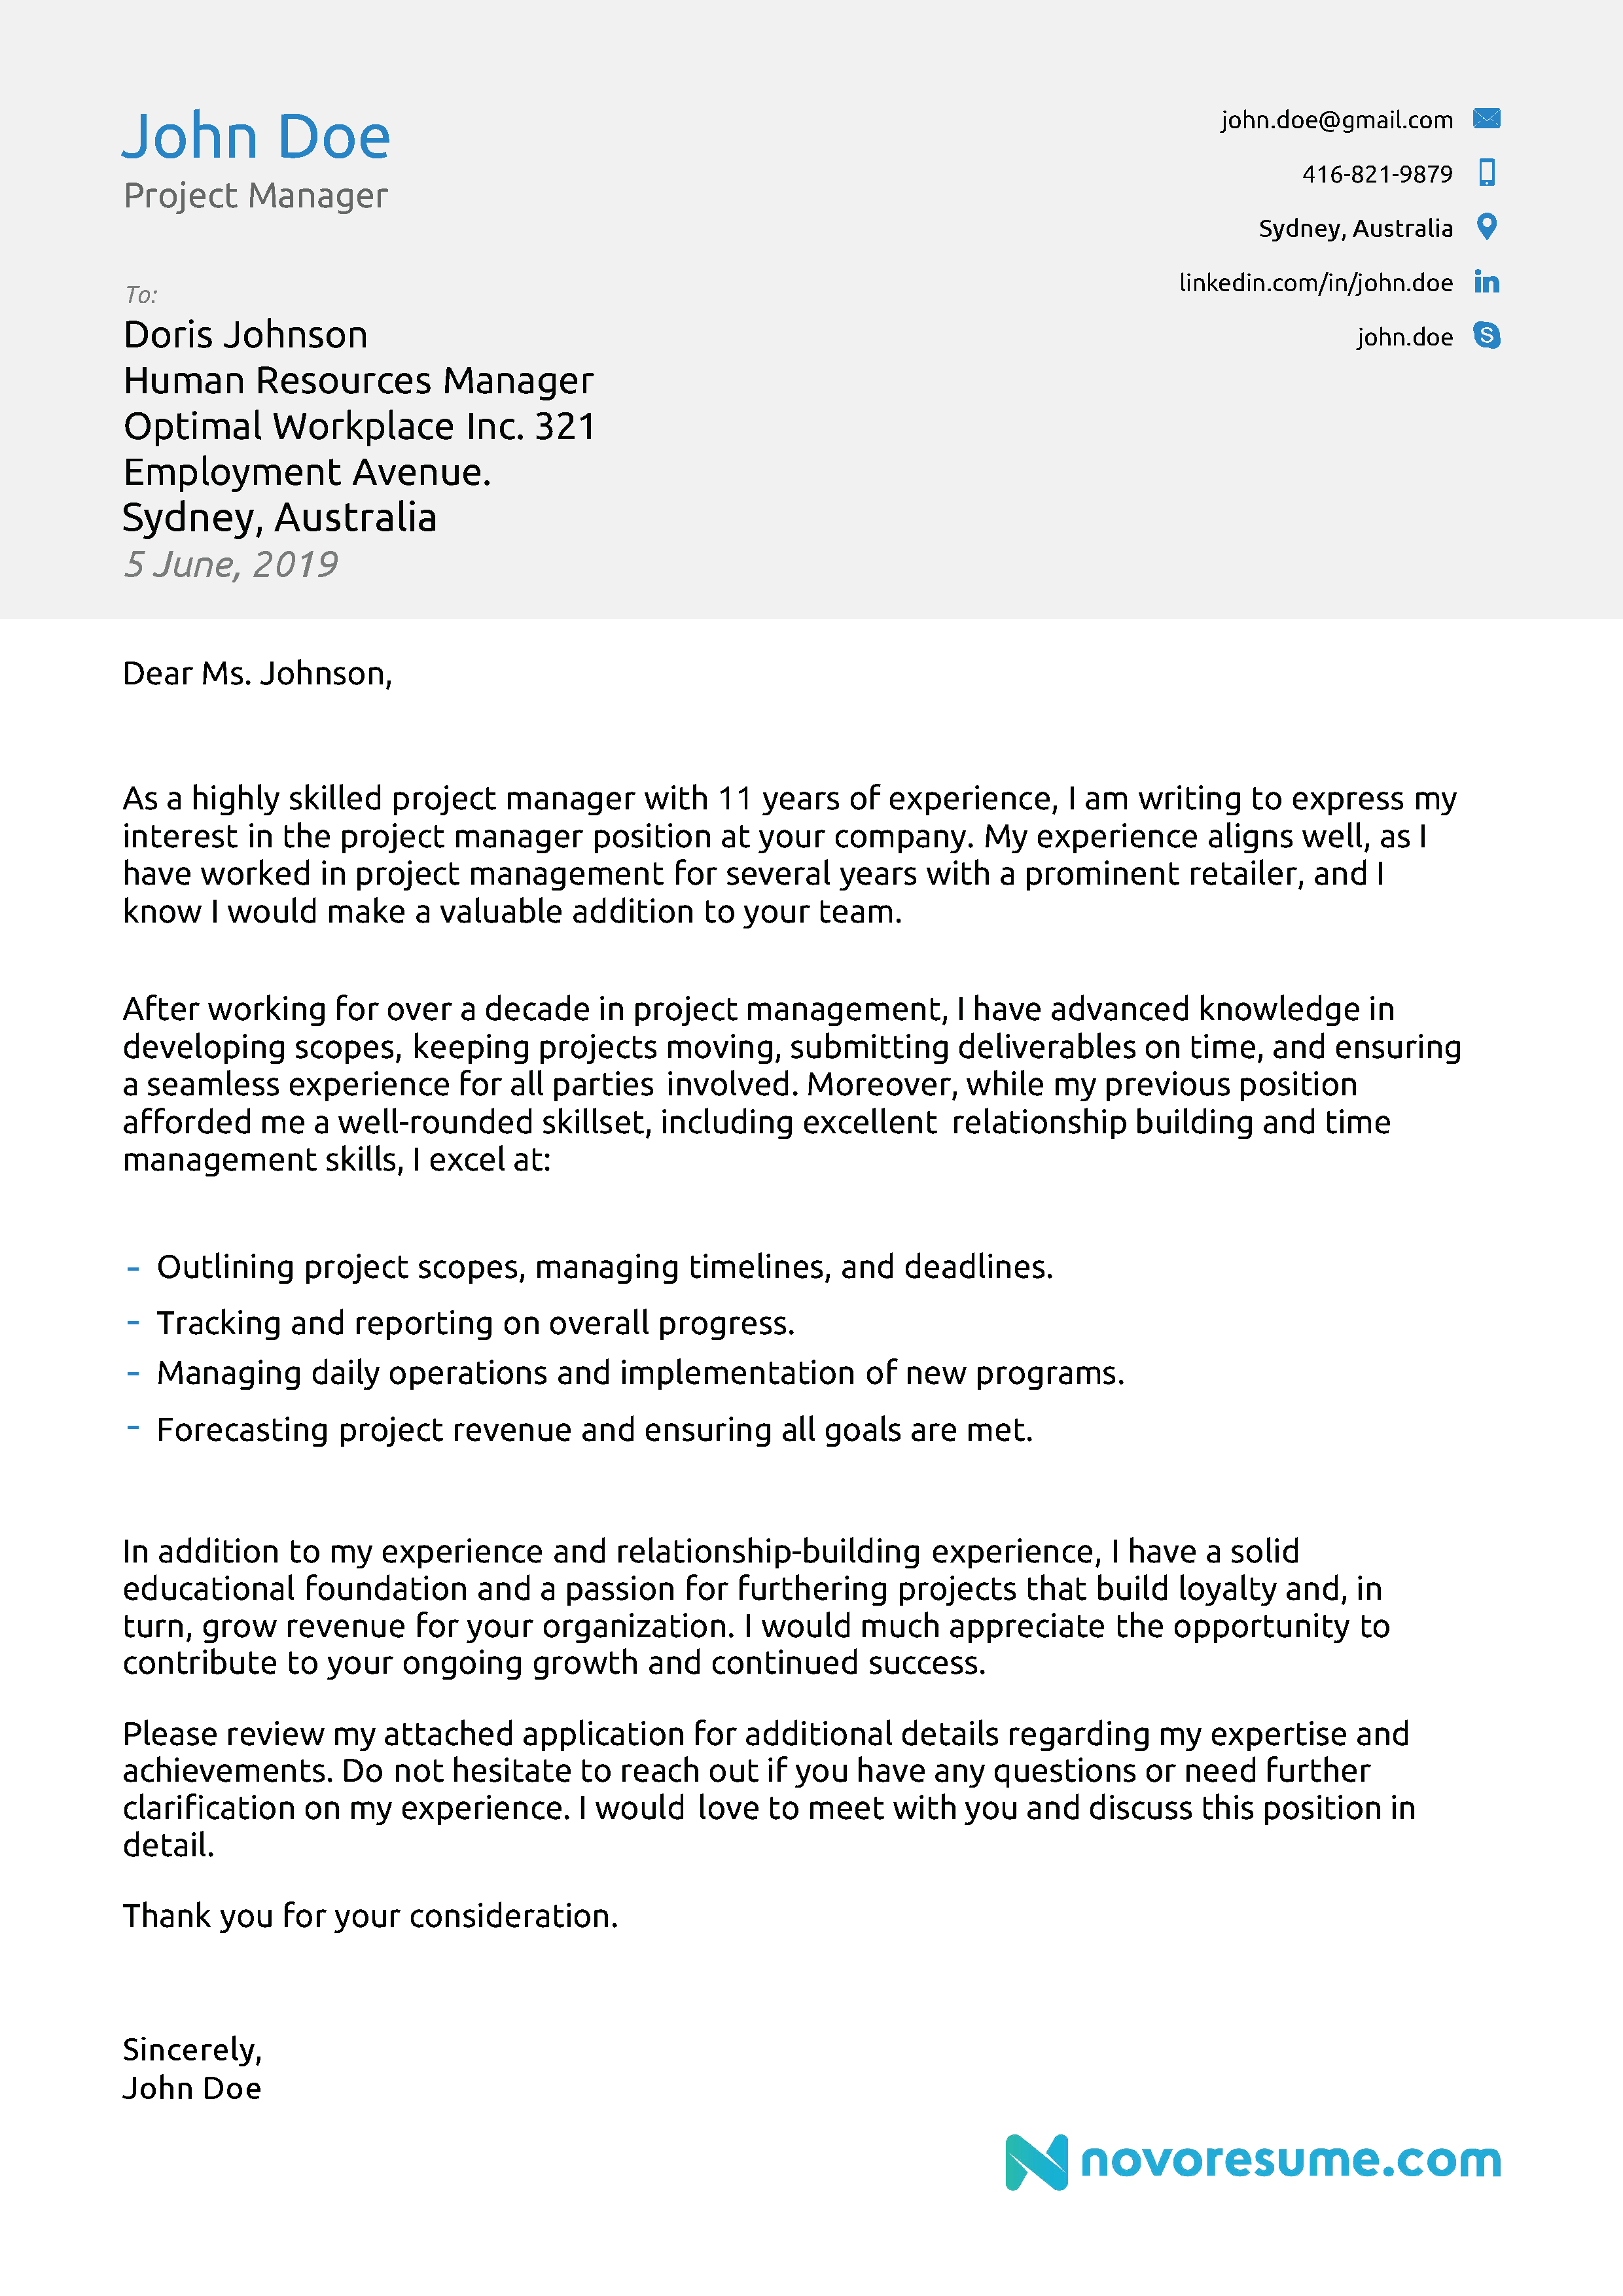 John Doe
Project Manager
john.doe@gmail.com
416-821-9879
Sydney, Australia
linkedin.com/in/john.doe
john.doe
To:
Doris Johnson
Human Resources Manager
Optimal Workplace Inc. 321
Employment Avenue.
Sydney, Australia
5 June, 2019
Dear Ms. Johnson,
As a highly skilled project manager with 11 years of experience, I am writing to express my
interest in the project manager position at your company. My experience aligns well, as I
have worked in project management for several years with a prominent retailer, and I
know I would make a valuable addition to your team.
After working for over a decade in project management, I have advanced knowledge in
developing scopes, keeping projects moving, submitting deliverables on time, and ensuring
a seamless experience for all parties involved. Moreover, while my previous position
afforded me a well-rounded skillset, including excellent relationship building and time
management skills, I excel at:
- Outlining project scopes, managing timelines, and deadlines.
- Tracking and reporting on overall progress.
- Managing daily operations and implementation of new programs.
- Forecasting project revenue and ensuring all goals are met.
In addition to my experience and relationship-building experience, I have a solid
educational foundation and a passion for furthering projects that build loyalty and, in
turn, grow revenue for your organization. I would much appreciate the opportunity to
contribute to your ongoing growth and continued success.
Please review my attached application for additional details regarding my expertise and
achievements. Do not hesitate to reach out if you have any questions or need further
clarification on my experience. I would love to meet with you and discuss this position in
detail.
Thank you for your consideration.
Sincerely,
John Doe
novoresume.com